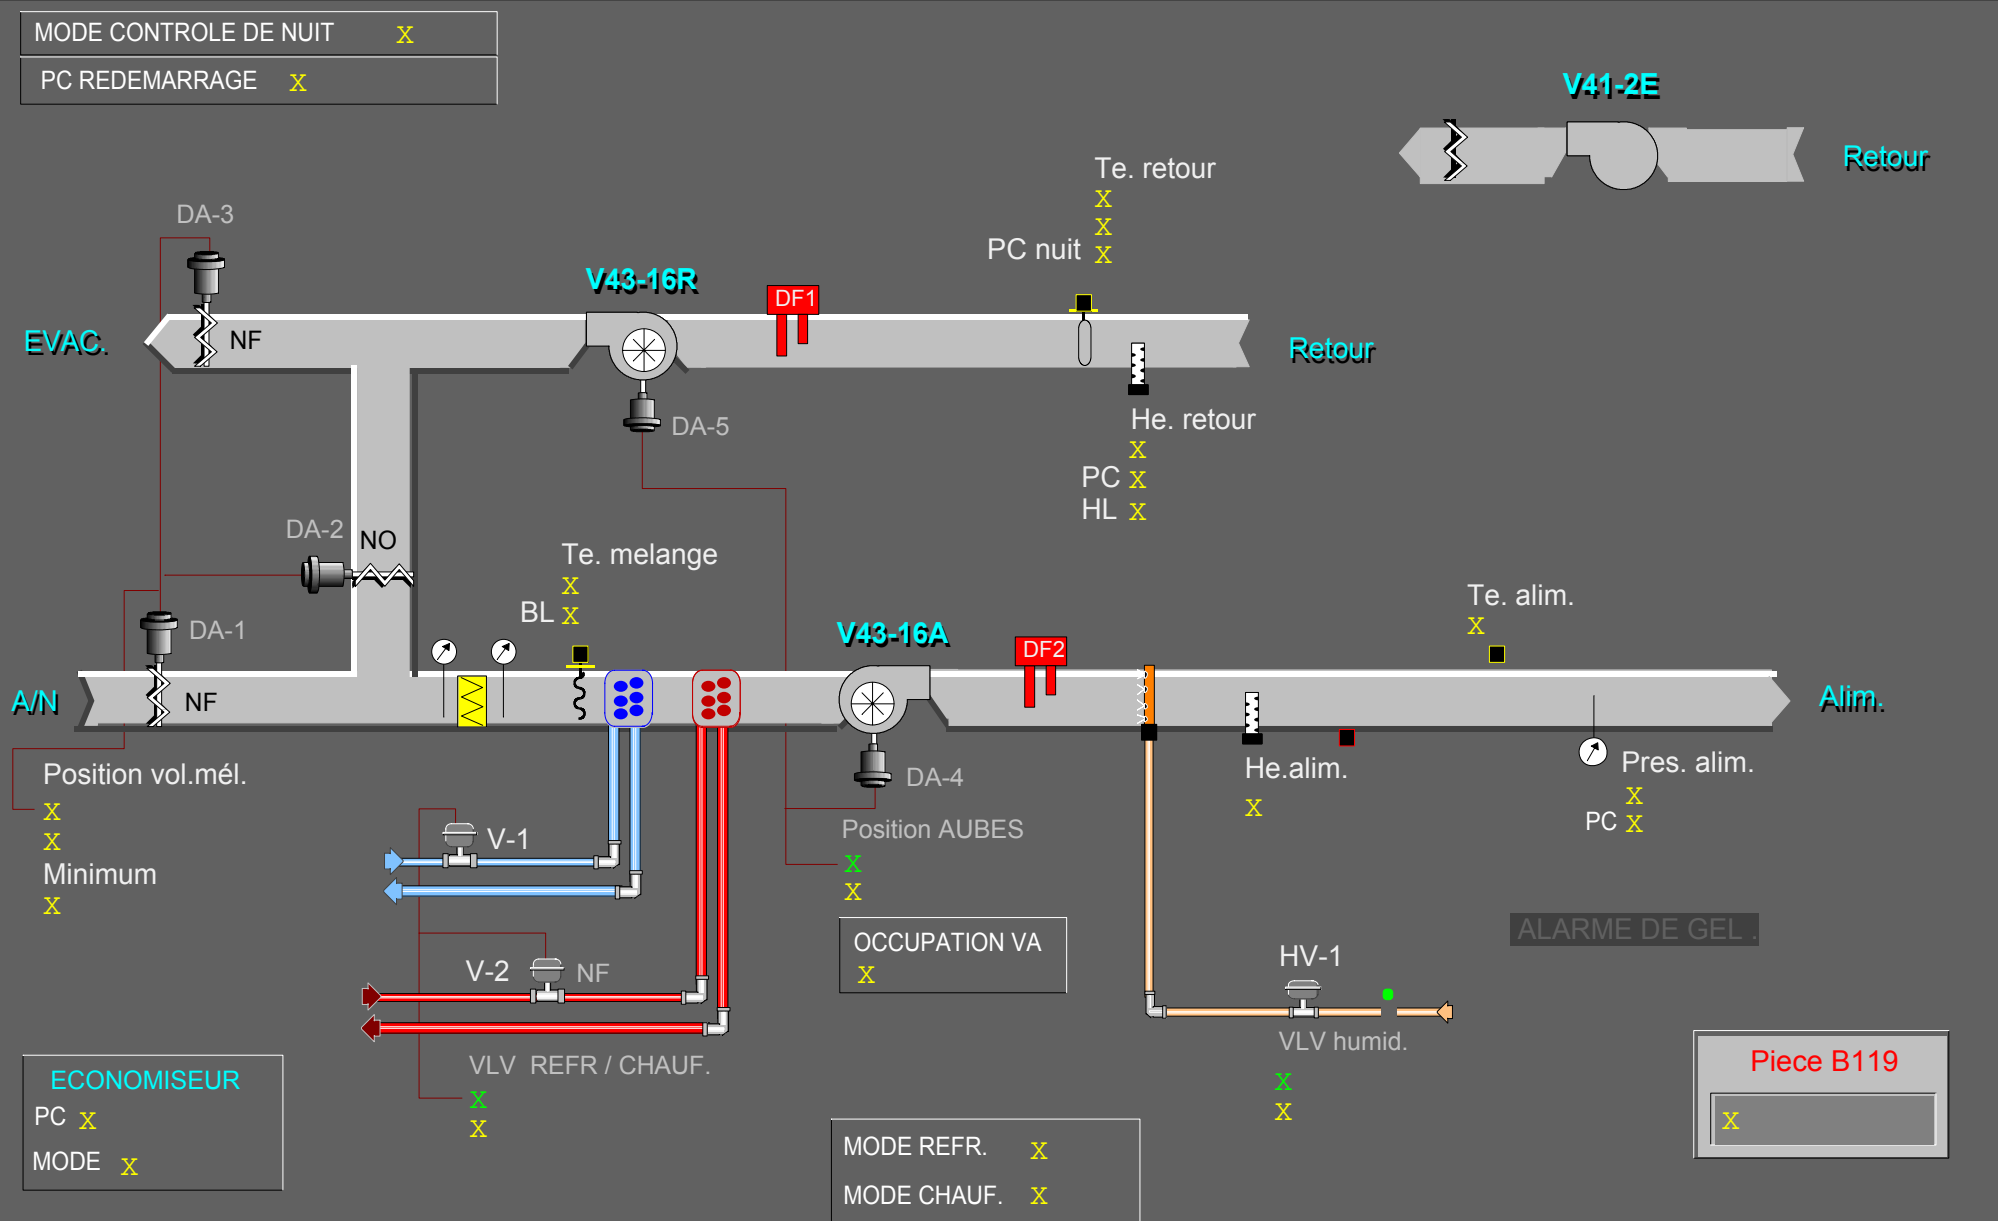 MODE CONTROLE DE NUIT X
PC REDEMARRAGE X
V41-2E
Retour
Te. retour
X
X
PC nuit X
DA-3
V43-16R
DF1
EVAC.
NF
Retour
DA-5
He. retour
X
PC X
HL X
DA-2
NO
Te. melange
X
BL X
Te. alim.
X
DA-1
V43-16A
DF2
A/N
NF
Alim.
Position vol.mél.
X
X
Minimum
X
DA-4
He.alim.
X
Pres. alim.
X
PC X
V-1
Position AUBES
X
X
OCCUPATION VA
X
ALARME DE GEL .
V-2
NF
HV-1
VLV humid.
X
X
VLV REFR / CHAUF.
X
X
Piece B119
X
ECONOMISEUR
PC X
MODE X
MODE REFR. X
MODE CHAUF. X